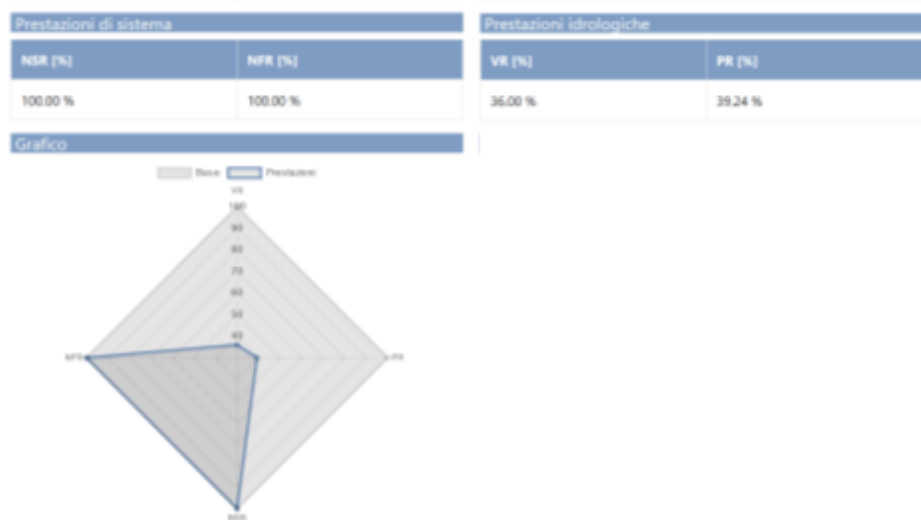 Prestazioni di sistema
NSR [%] NFR [%]
100.00 % 100.00 %
Prestazioni idrologiche
VR [%] PR [%]
36.00 % 39.24 %
Grafico
Base Prestazioni
VR
100
90
80
70
60
50
40
NFR
PR
NSR